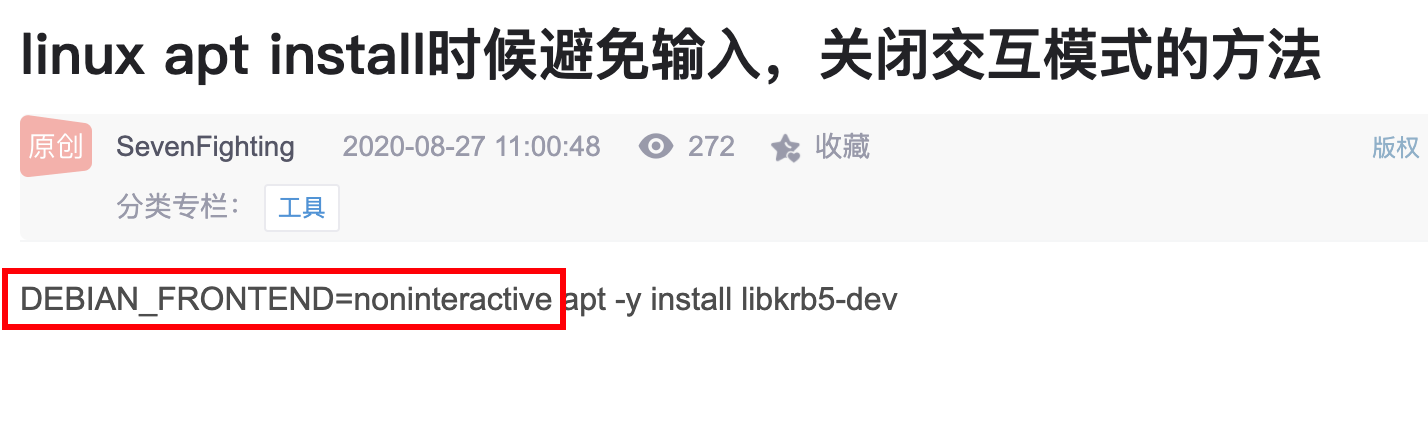 linux apt install时候避免输入，关闭交互模式的方法
原创 SevenFighting 2020-08-27 11:00:48 272 收藏 版权
分类专栏： 工具
DEBIAN_FRONTEND=noninteractive apt -y install libkrb5-dev